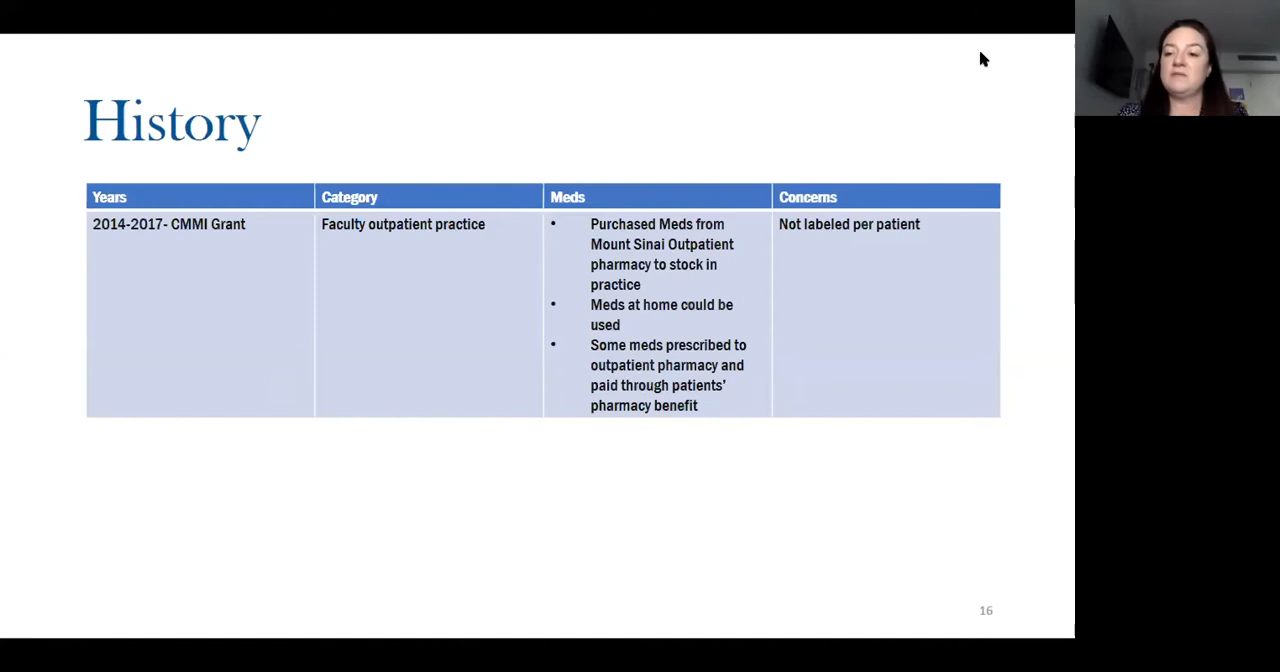 History
Years
Category
Meds
Concerns
2014-2017- CMMI Grant
Faculty outpatient practice
• Purchased Meds from
Mount Sinai Outpatient
pharmacy to stock in
practice
• Meds at home could be
used
• Some meds prescribed to
outpatient pharmacy and
paid through patients’
pharmacy benefit
Not labeled per patient
16